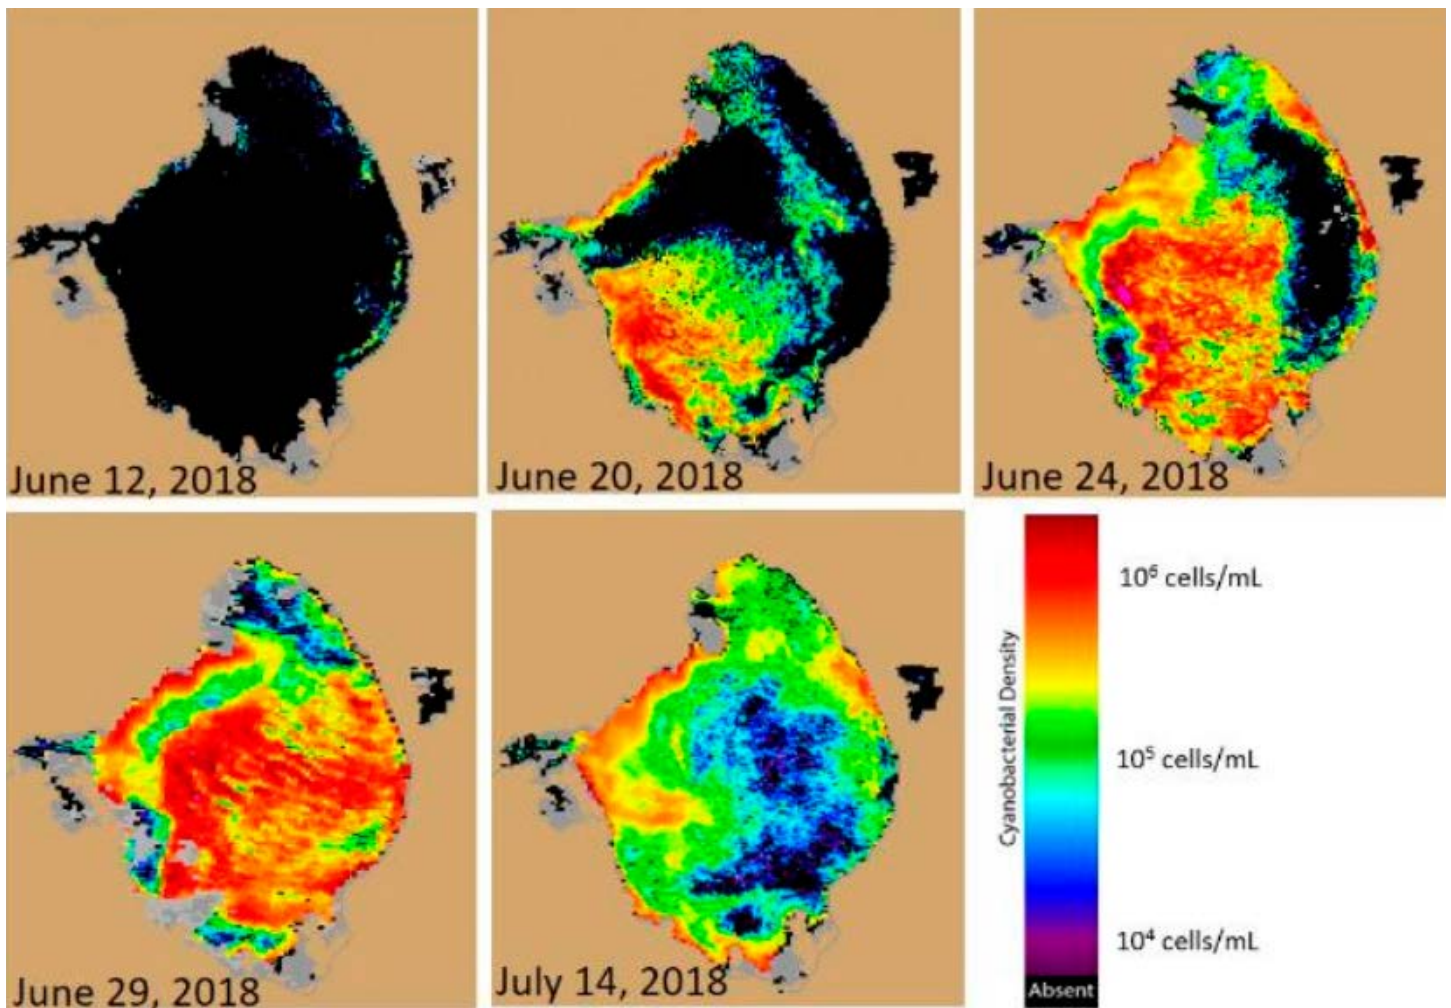 June 12, 2018
June 20, 2018
June 24, 2018
June 29, 2018
July 14, 2018
Cyanobacterial Density
10⁶ cells/mL
10⁵ cells/mL
10⁴ cells/mL
Absent